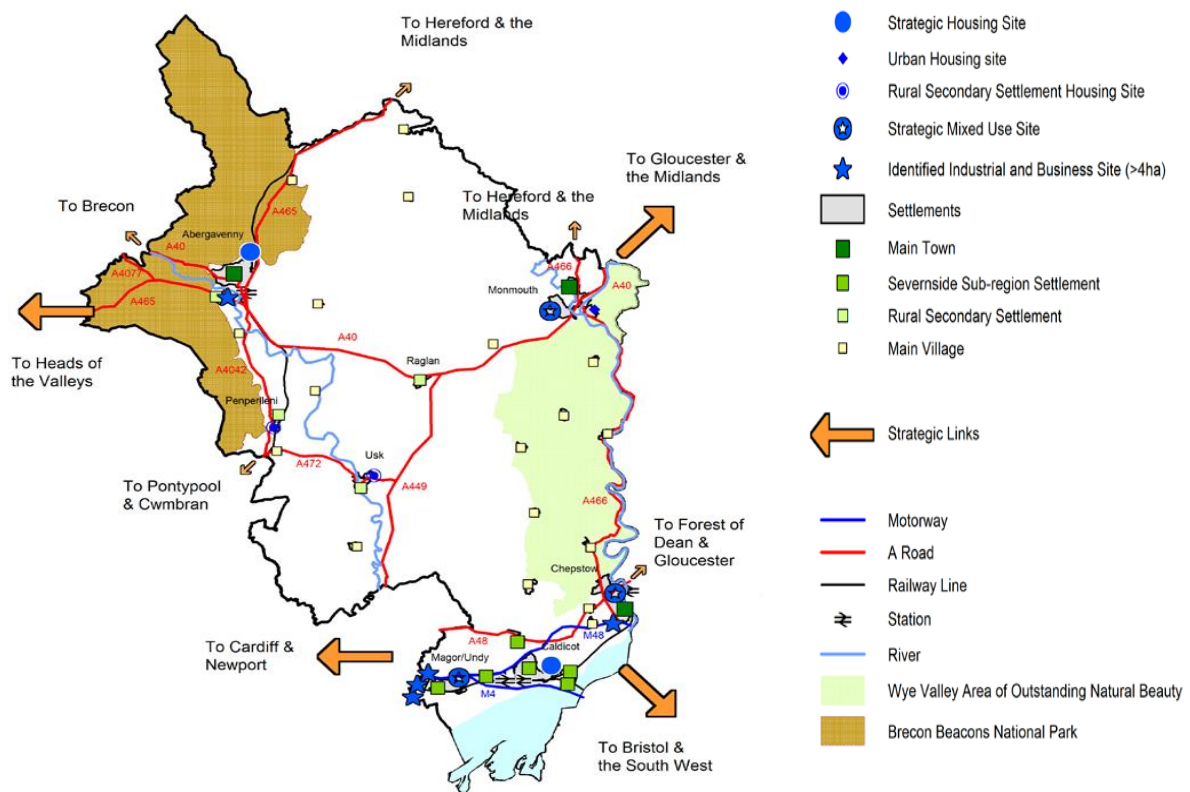 To Hereford & the
Midlands
To Gloucester &
the Midlands
To Hereford & the
Midlands
To Brecon
A465
Abergavenny
A40
A4077
A465
A466
A40
Monmouth
To Heads of
the Valleys
A40
Raglan
A4042
Penperlleni
Usk
A472
A449
To Pontypool
& Cwmbran
A466
To Forest of
Dean &
Gloucester
Chepstow
M48
To Cardiff &
Newport
A48
Caldicot
Magor/Undy
M4
To Bristol &
the South West
Strategic Housing Site
Urban Housing site
Rural Secondary Settlement Housing Site
Strategic Mixed Use Site
Identified Industrial and Business Site (>4ha)
Settlements
Main Town
Severnside Sub-region Settlement
Rural Secondary Settlement
Main Village
Strategic Links
Motorway
A Road
Railway Line
Station
River
Wye Valley Area of Outstanding Natural Beauty
Brecon Beacons National Park